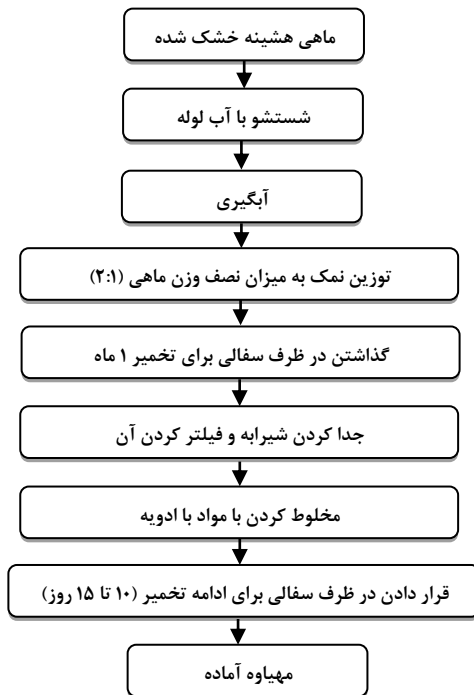 ماهی هشینه خشک شده
شستشو با آب لوله
آبگیری
توزین نمک به میزان نصف وزن ماهی (۲:۱)
گذاشتن در ظرف سفالی برای تخمیر ۱ ماه
جدا کردن شیرابه و فیلتر کردن آن
مخلوط کردن با مواد با ادویه
قرار دادن در ظرف سفالی برای ادامه تخمیر (۱۰ تا ۱۵ روز)
مهیاوه آماده